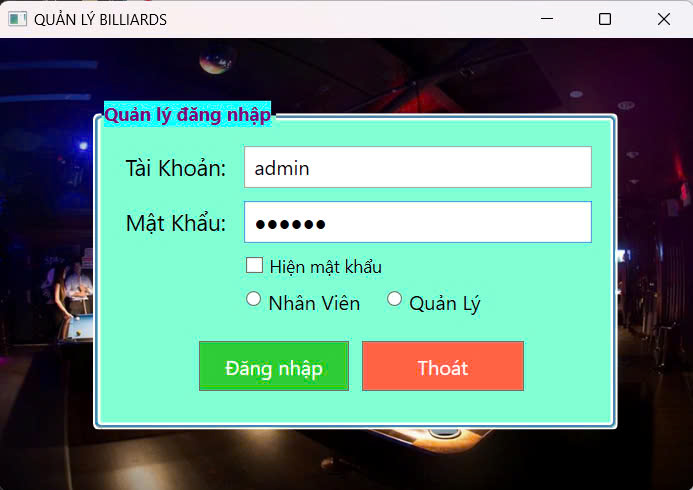 QUẢN LÝ BILLIARDS
Quản lý đăng nhập
Tài Khoản: admin
Mật Khẩu: ●●●●●●
Hiện mật khẩu
Nhân Viên Quản Lý
Đăng nhập Thoát